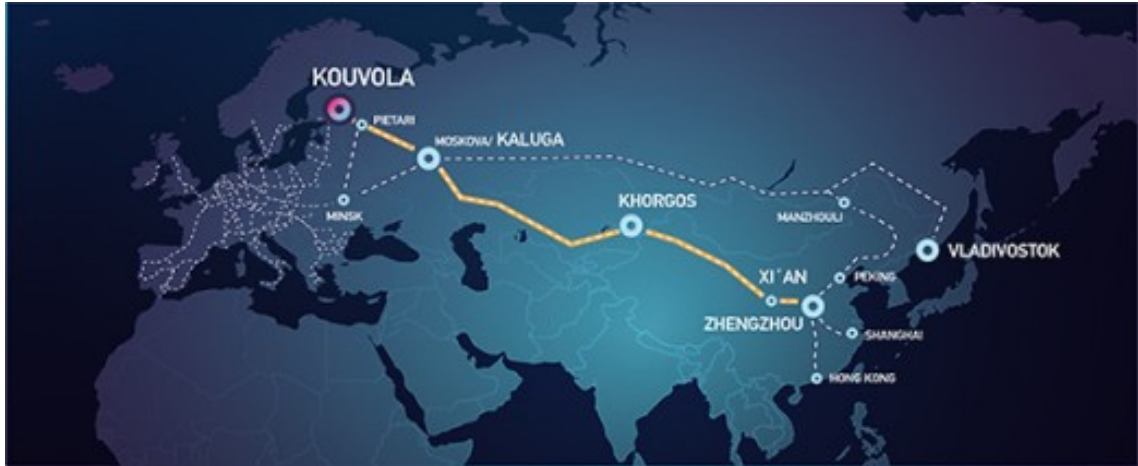 KOUVOLA
PIETARI
MOSKOVA/ KALUGA
MINSK
KHORGOS
MANZHOULI
VLADIVOSTOK
XI´AN
PEKING
ZHENGZHOU
SHANGHAI
HONG KONG